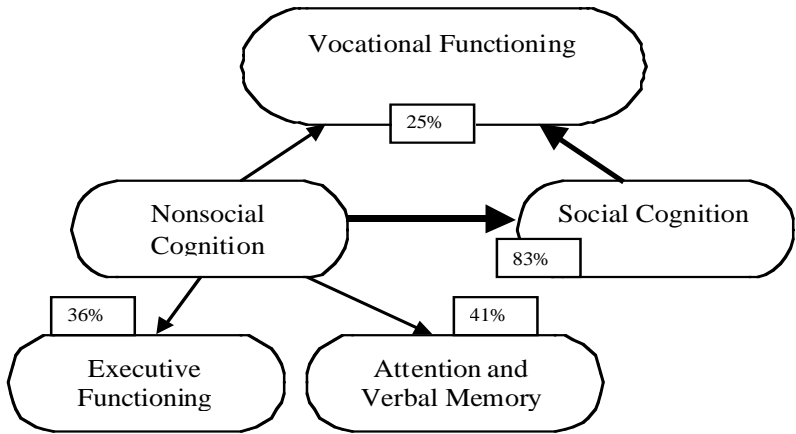 Vocational Functioning
25%
Nonsocial
Cognition
Social Cognition
83%
36%
41%
Executive
Functioning
Attention and
Verbal Memory